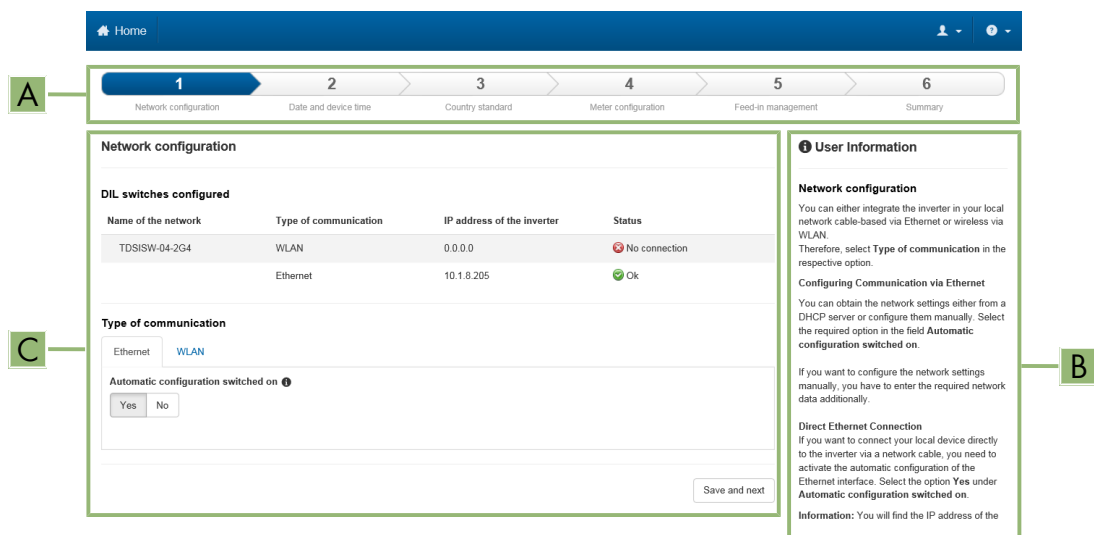 Home
A
1 2 3 4 5 6
Network configuration Date and device time Country standard Meter configuration Feed-in management Summary
Network configuration
DIL switches configured
Name of the network Type of communication IP address of the inverter Status
TDSISW-04-2G4 WLAN 0.0.0.0 No connection
Ethernet 10.1.8.205 Ok
C
Type of communication
Ethernet WLAN
Automatic configuration switched on
Yes No
Save and next
User Information
Network configuration
You can either integrate the inverter in your local
network cable-based via Ethernet or wireless via
WLAN.
Therefore, select Type of communication in the
respective option.
Configuring Communication via Ethernet
You can obtain the network settings either from a
DHCP server or configure them manually. Select
the required option in the field Automatic
configuration switched on.
B
If you want to configure the network settings
manually, you have to enter the required network
data additionally.
Direct Ethernet Connection
If you want to connect your local device directly
to the inverter via a network cable, you need to
activate the automatic configuration of the
Ethernet interface. Select the option Yes under
Automatic configuration switched on.
Information: You will find the IP address of the